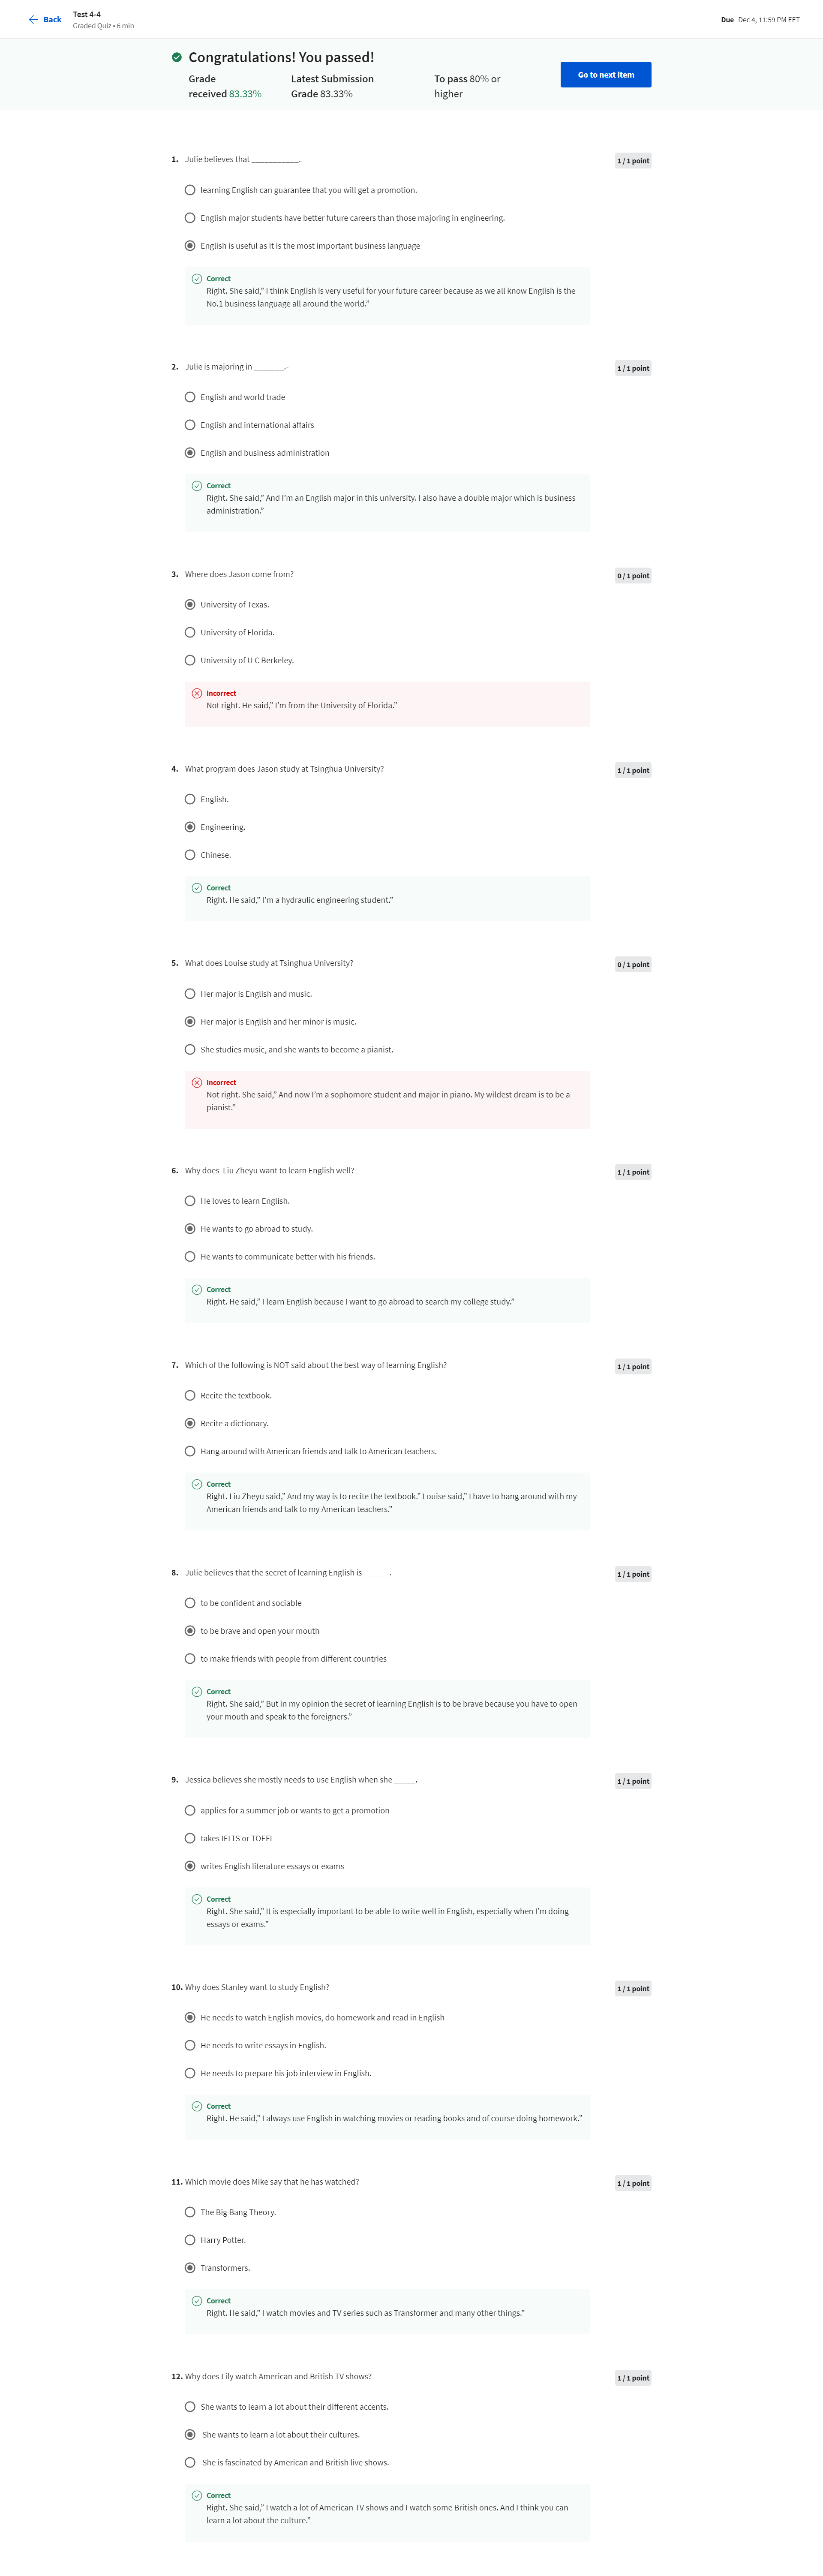 Back
Test 4-4
Graded Quiz • 6 min
Due Dec 4, 11:59 PM EET
Congratulations! You passed!
Grade
received 83.33%
Latest Submission
Grade 83.33%
To pass 80% or
higher
Go to next item
1. Julie believes that ___________.
1 / 1 point
learning English can guarantee that you will get a promotion.
English major students have better future careers than those majoring in engineering.
English is useful as it is the most important business language
Correct
Right. She said," I think English is very useful for your future career because as we all know English is the
No.1 business language all around the world."
2. Julie is majoring in _______.·
1 / 1 point
English and world trade
English and international affairs
English and business administration
Correct
Right. She said," And I'm an English major in this university. I also have a double major which is business
administration."
3. Where does Jason come from?
0 / 1 point
University of Texas.
University of Florida.
University of U C Berkeley.
Incorrect
Not right. He said," I'm from the University of Florida."
4. What program does Jason study at Tsinghua University?
1 / 1 point
English.
Engineering.
Chinese.
Correct
Right. He said," I'm a hydraulic engineering student."
5. What does Louise study at Tsinghua University?
0 / 1 point
Her major is English and music.
Her major is English and her minor is music.
She studies music, and she wants to become a pianist.
Incorrect
Not right. She said," And now I'm a sophomore student and major in piano. My wildest dream is to be a
pianist."
6. Why does Liu Zheyu want to learn English well?
1 / 1 point
He loves to learn English.
He wants to go abroad to study.
He wants to communicate better with his friends.
Correct
Right. He said," I learn English because I want to go abroad to search my college study."
7. Which of the following is NOT said about the best way of learning English?
1 / 1 point
Recite the textbook.
Recite a dictionary.
Hang around with American friends and talk to American teachers.
Correct
Right. Liu Zheyu said," And my way is to recite the textbook." Louise said," I have to hang around with my
American friends and talk to my American teachers."
8. Julie believes that the secret of learning English is ______.
1 / 1 point
to be confident and sociable
to be brave and open your mouth
to make friends with people from different countries
Correct
Right. She said," But in my opinion the secret of learning English is to be brave because you have to open
your mouth and speak to the foreigners."
9. Jessica believes she mostly needs to use English when she _____.
1 / 1 point
applies for a summer job or wants to get a promotion
takes IELTS or TOEFL
writes English literature essays or exams
Correct
Right. She said," It is especially important to be able to write well in English, especially when I'm doing
essays or exams."
10. Why does Stanley want to study English?
1 / 1 point
He needs to watch English movies, do homework and read in English
He needs to write essays in English.
He needs to prepare his job interview in English.
Correct
Right. He said," I always use English in watching movies or reading books and of course doing homework."
11. Which movie does Mike say that he has watched?
1 / 1 point
The Big Bang Theory.
Harry Potter.
Transformers.
Correct
Right. He said," I watch movies and TV series such as Transformer and many other things."
12. Why does Lily watch American and British TV shows?
1 / 1 point
She wants to learn a lot about their different accents.
She wants to learn a lot about their cultures.
She is fascinated by American and British live shows.
Correct
Right. She said," I watch a lot of American TV shows and I watch some British ones. And I think you can
learn a lot about the culture."